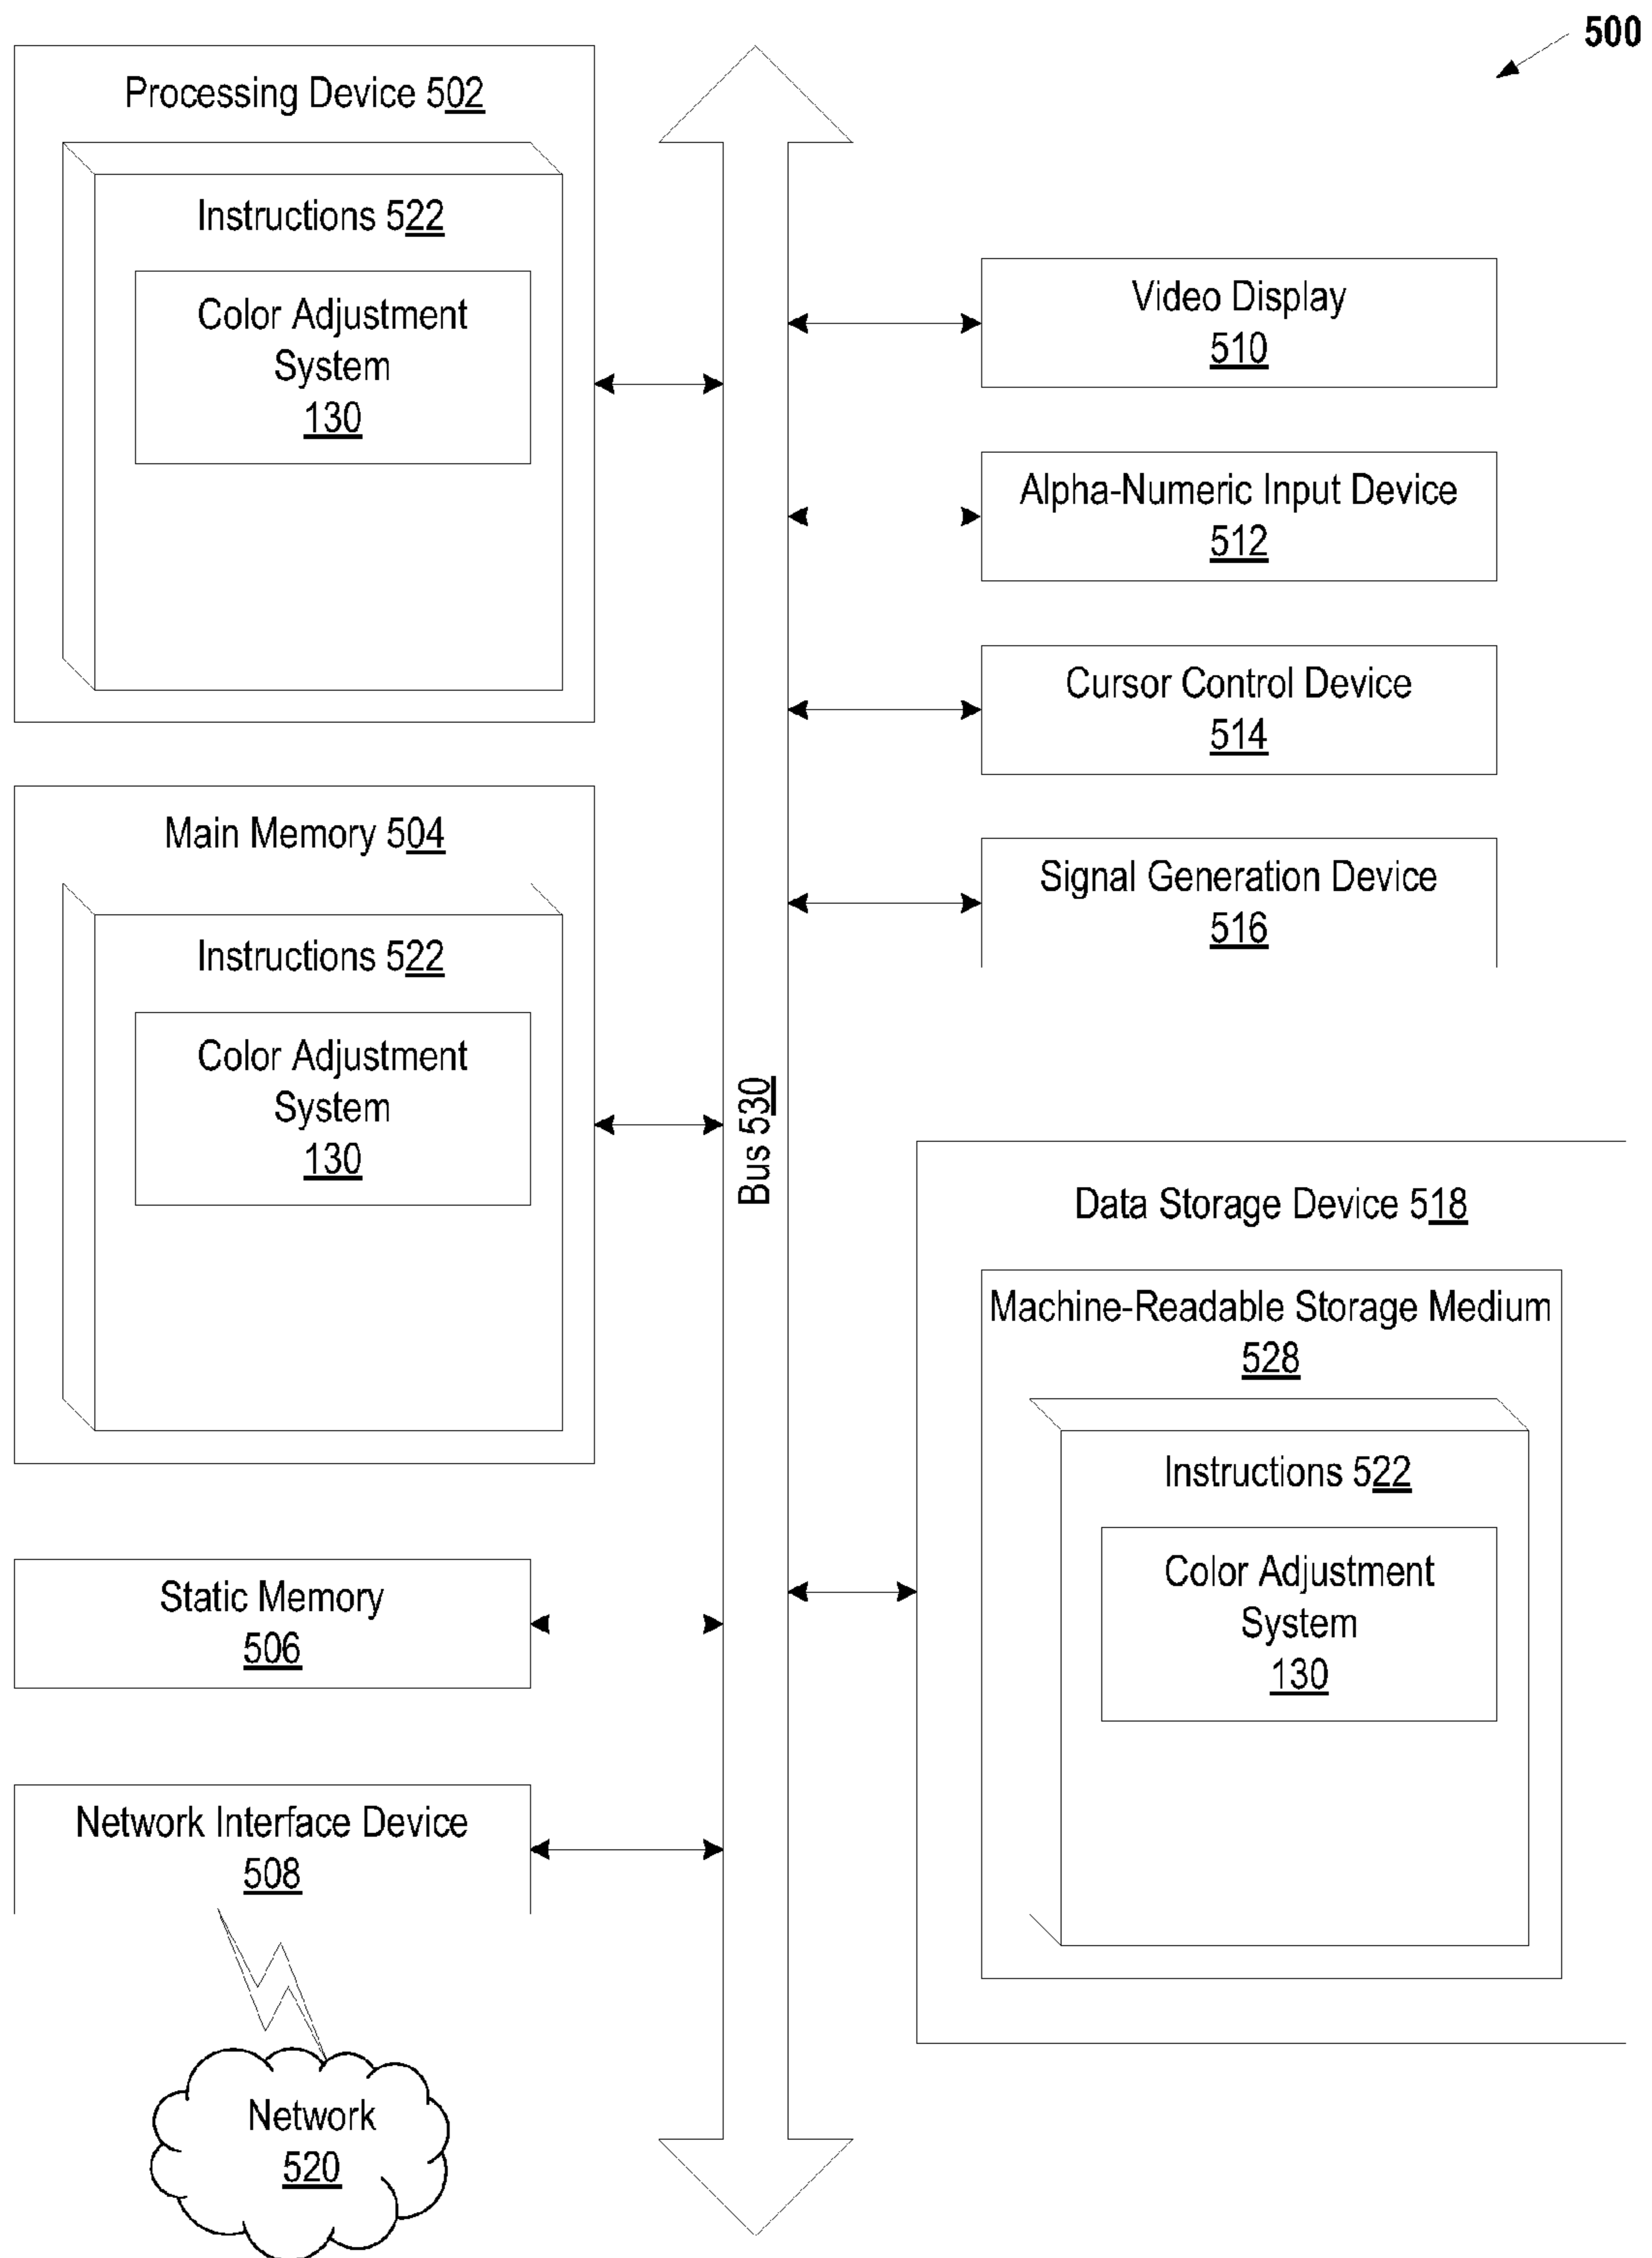 500
Processing Device 502
Instructions 522
Color Adjustment
System
130
Main Memory 504
Instructions 522
Color Adjustment
System
130
Static Memory
506
Network Interface Device
508
Network
520
Bus 530
Video Display
510
Alpha-Numeric Input Device
512
Cursor Control Device
514
Signal Generation Device
516
Data Storage Device 518
Machine-Readable Storage Medium
528
Instructions 522
Color Adjustment
System
130